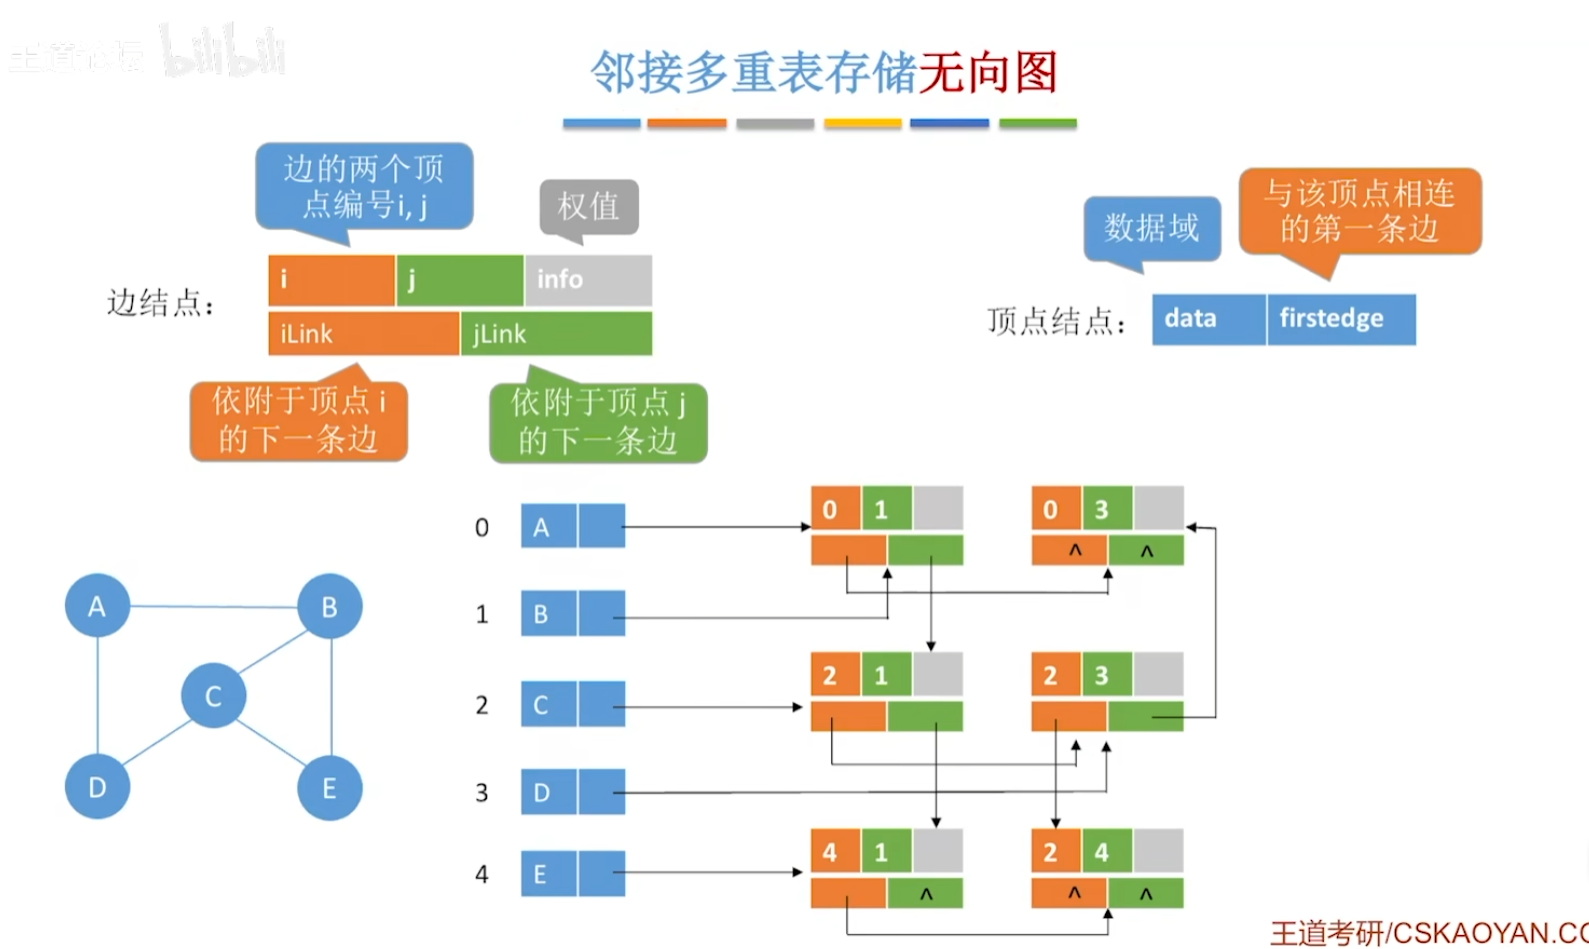 王道论坛 bilibili
邻接多重表存储无向图
边的两个顶
点编号i, j
权值
边结点：
i j info
iLink jLink
依附于顶点 i
的下一条边
依附于顶点 j
的下一条边
数据域
与该顶点相连
的第一条边
顶点结点：
data firstedge
A
B
C
D
E
0 A
1 B
2 C
3 D
4 E
0 1
0 3
^ ^
2 1
2 3
4 1
^
2 4
^ ^
王道考研/CSKAOYAN.CO